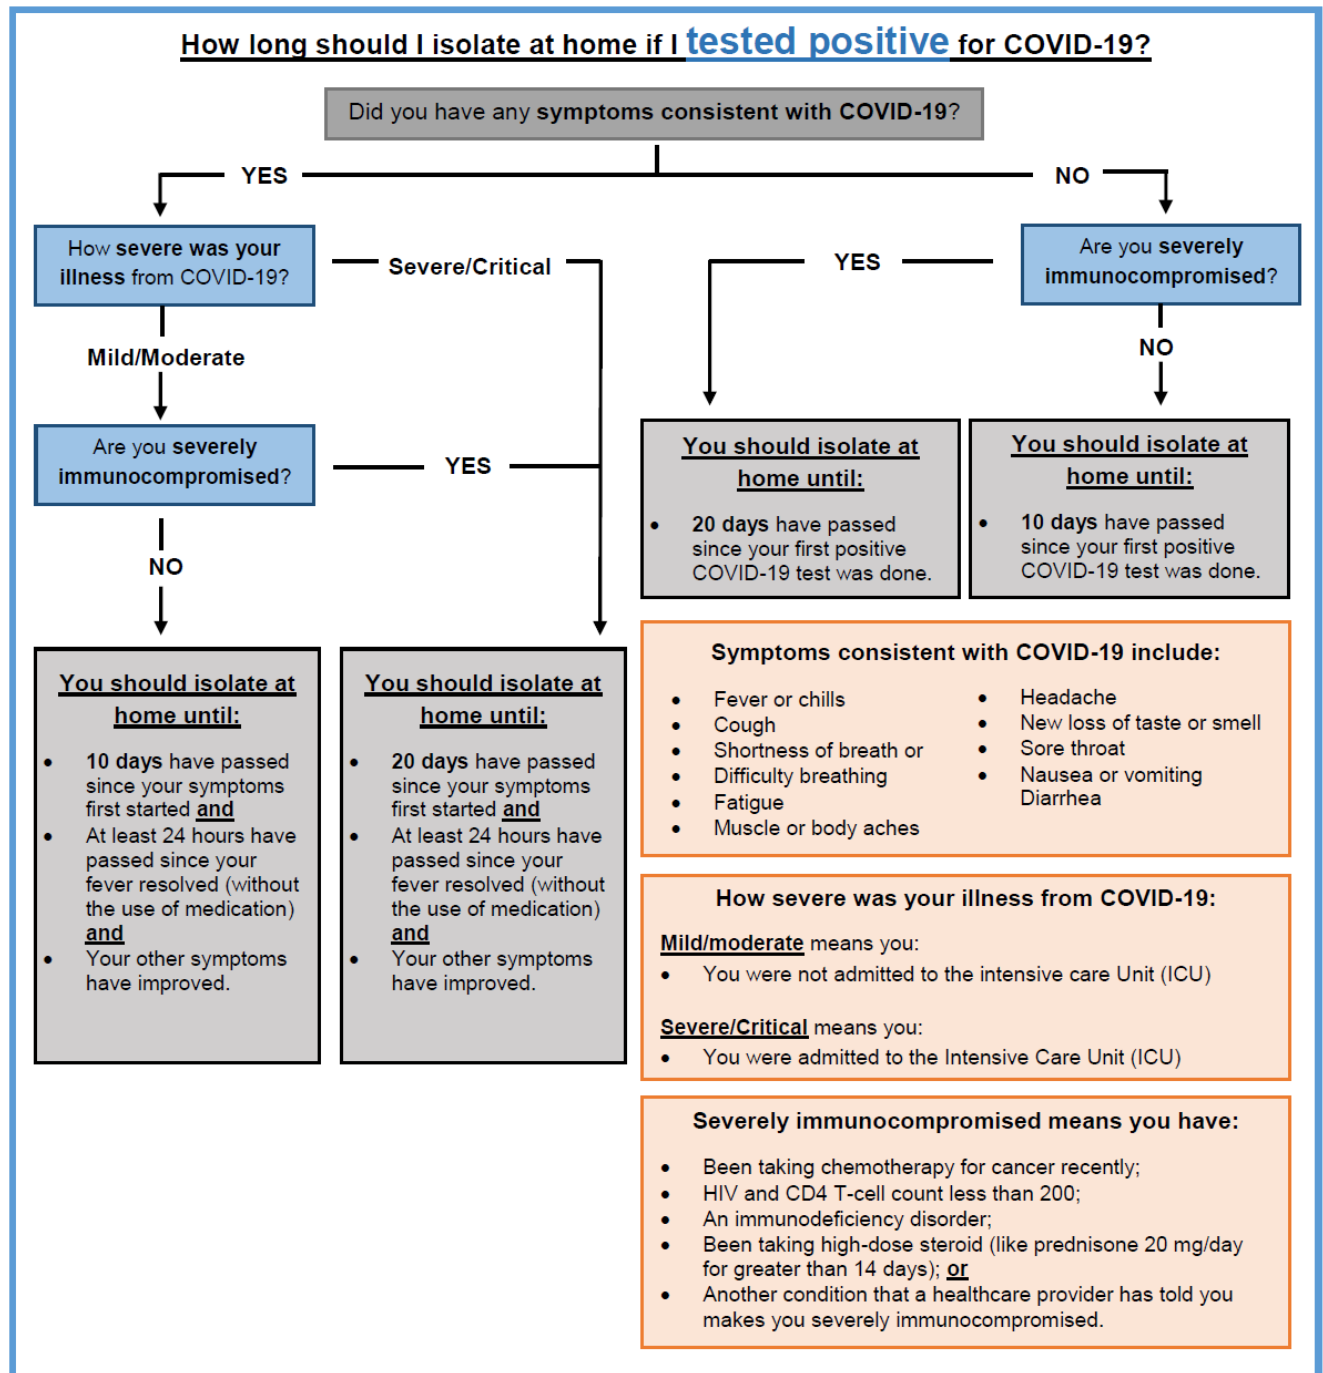 How long should I isolate at home if I tested positive for COVID-19?
Did you have any symptoms consistent with COVID-19?
YES
NO
How severe was your
illness from COVID-19?
Severe/Critical
YES
Are you severely
immunocompromised?
Mild/Moderate
NO
Are you severely
immunocompromised?
YES
NO
You should isolate at
home until:
• 20 days have passed
since your first positive
COVID-19 test was done.
You should isolate at
home until:
• 10 days have passed
since your first positive
COVID-19 test was done.
You should isolate at
home until:
• 10 days have passed
since your symptoms
first started and
• At least 24 hours have
passed since your
fever resolved (without
the use of medication)
and
• Your other symptoms
have improved.
You should isolate at
home until:
• 20 days have passed
since your symptoms
first started and
• At least 24 hours have
passed since your
fever resolved (without
the use of medication)
and
• Your other symptoms
have improved.
Symptoms consistent with COVID-19 include:
• Fever or chills
• Cough
• Shortness of breath or
• Difficulty breathing
• Fatigue
• Muscle or body aches
• Headache
• New loss of taste or smell
• Sore throat
• Nausea or vomiting
Diarrhea
How severe was your illness from COVID-19:
Mild/moderate means you:
• You were not admitted to the intensive care Unit (ICU)
Severe/Critical means you:
• You were admitted to the Intensive Care Unit (ICU)
Severely immunocompromised means you have:
• Been taking chemotherapy for cancer recently;
• HIV and CD4 T-cell count less than 200;
• An immunodeficiency disorder;
• Been taking high-dose steroid (like prednisone 20 mg/day
for greater than 14 days); or
• Another condition that a healthcare provider has told you
makes you severely immunocompromised.